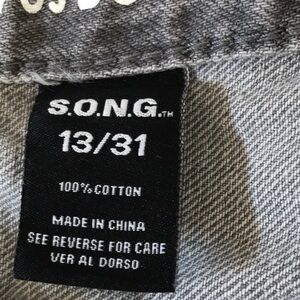 S.O.N.G.™
13/31
100% COTTON
MADE IN CHINA
SEE REVERSE FOR CARE
VER AL DORSO